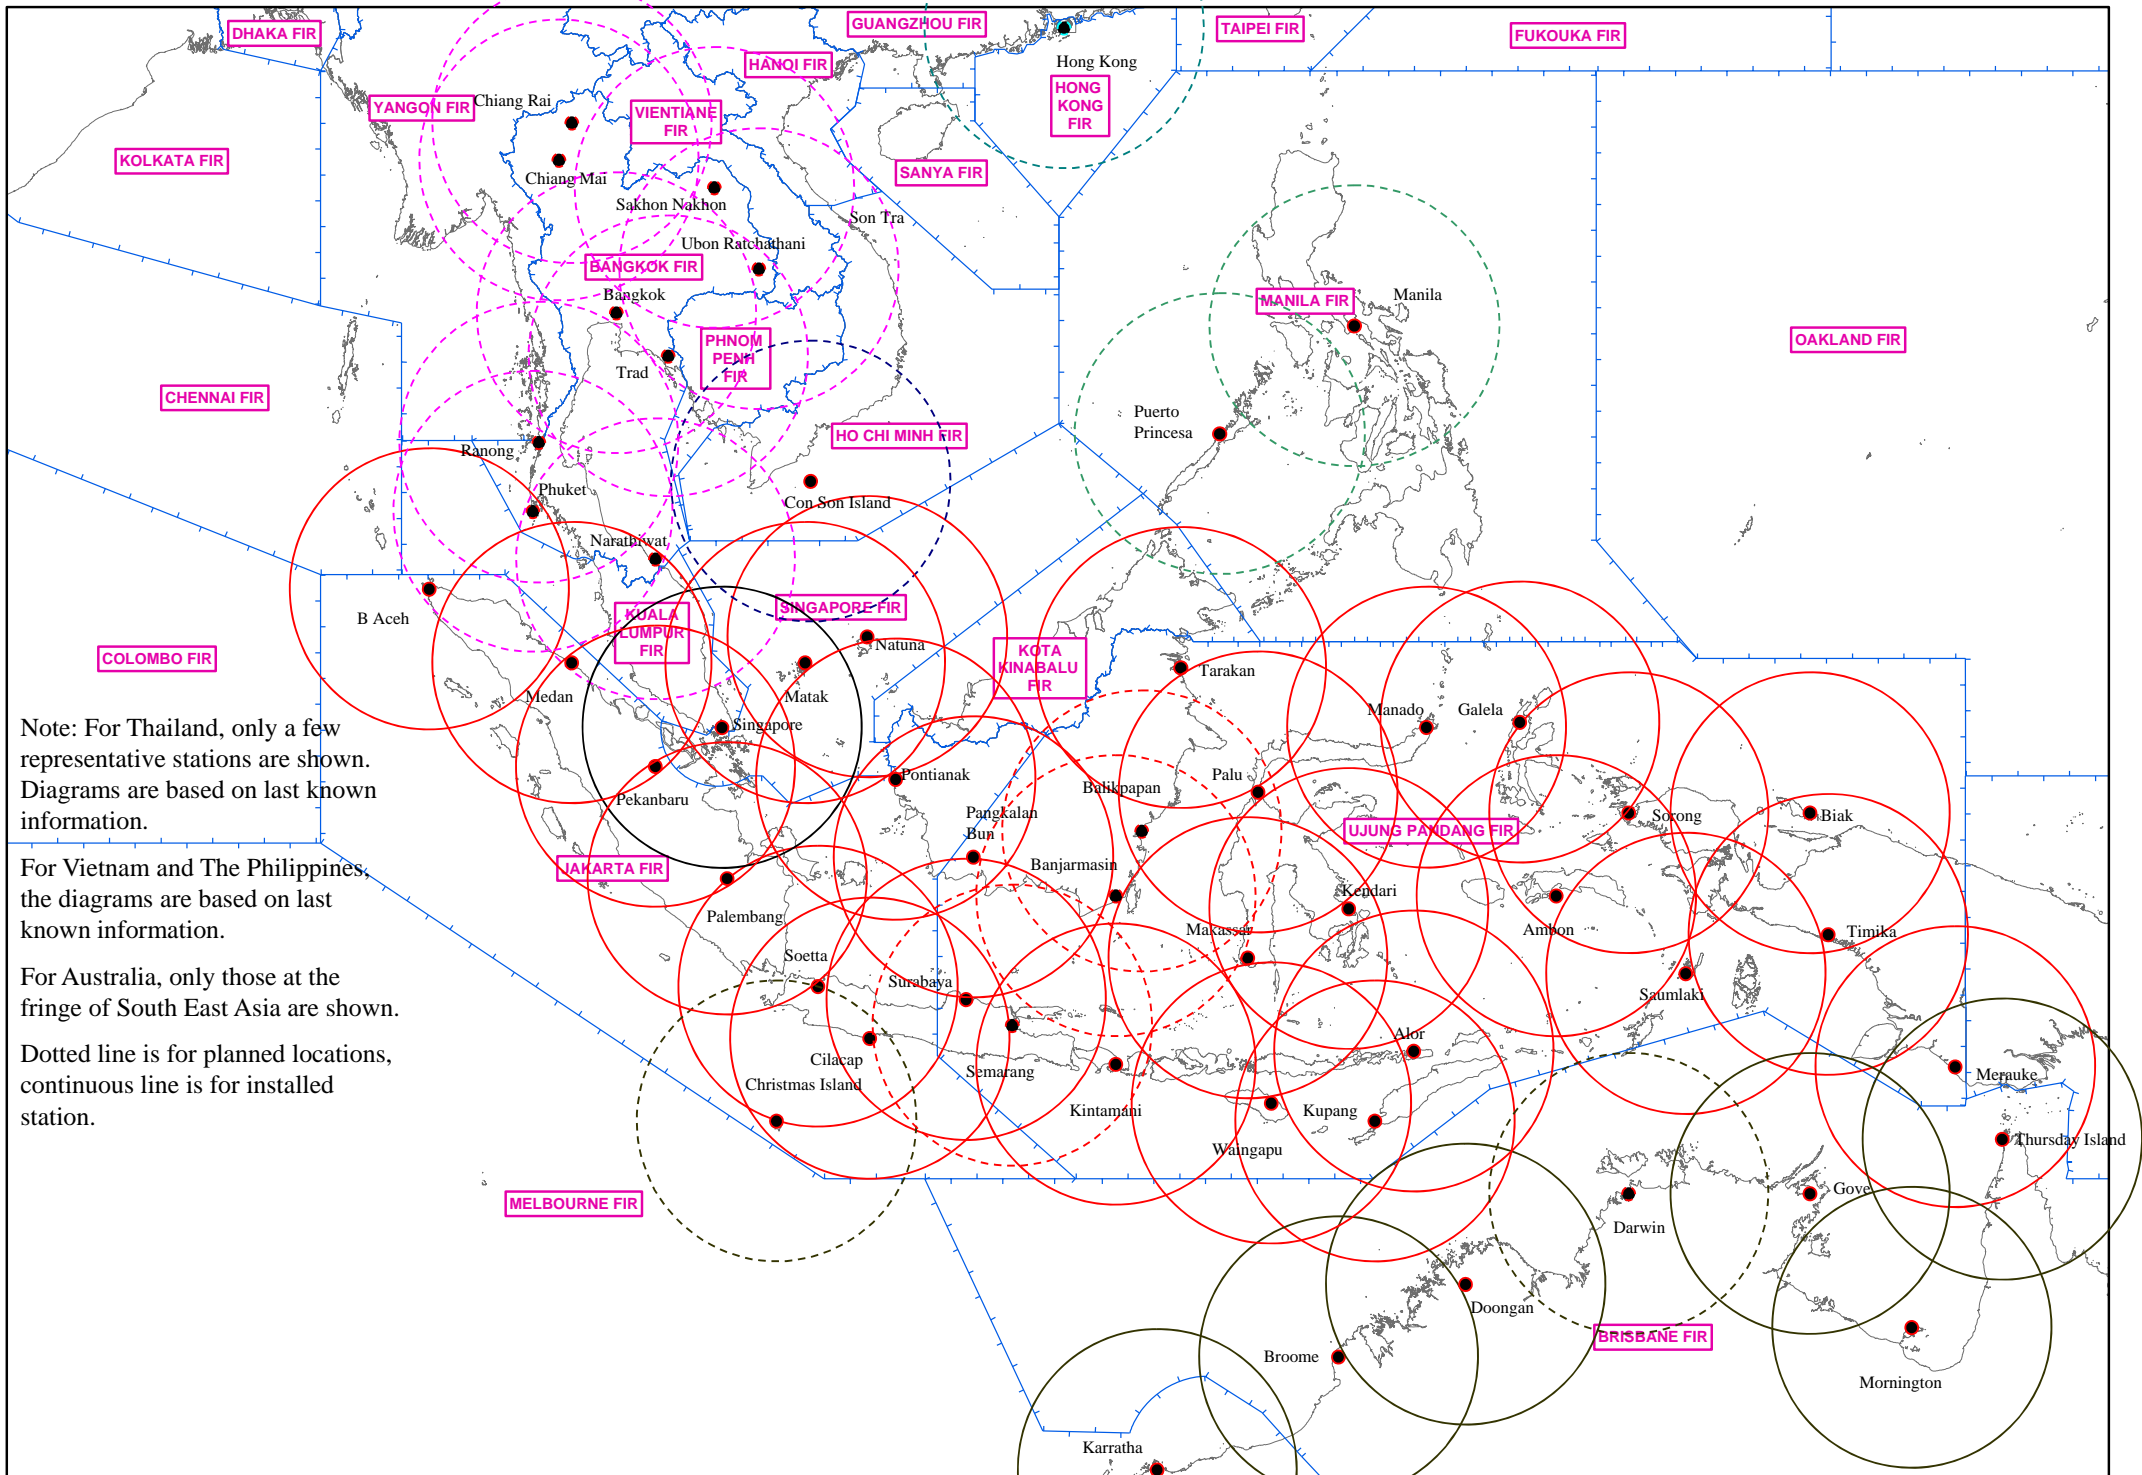 DHAKA FIR
GUANGZHOU FIR
TAIPEI FIR
FUKOUKA FIR
HANOI FIR
Hong Kong
HONG
KONG
FIR
YANGON FIR
Chiang Rai
VIENTIANE
FIR
KOLKATA FIR
Chiang Mai
SANYA FIR
Sakhon Nakhon
Son Tra
Ubon Ratchathani
BANGKOK FIR
Bangkok
MANILA FIR
Manila
OAKLAND FIR
PHNOM
PENH
FIR
Trad
CHENNAI FIR
Puerto
Princesa
HO CHI MINH FIR
Ranong
Phuket
Con Son Island
Narathiwat
B Aceh
KUALA
LUMPUR
FIR
SINGAPORE FIR
Natuna
COLOMBO FIR
KOTA
KINABALU
FIR
Tarakan
Medan
Matak
Manado
Galela
Singapore
Note: For Thailand, only a few
representative stations are shown.
Diagrams are based on last known
information.
Pekanbaru
Pontianak
Palu
Balikpapan
Pangkalan
Bun
UJUNG PANDANG FIR
Sorong
Biak
For Vietnam and The Philippines,
the diagrams are based on last
known information.
JAKARTA FIR
Banjarmasin
Kendari
Palembang
Makassar
Ambon
Timika
For Australia, only those at the
fringe of South East Asia are shown.
Soetta
Surabaya
Saumlaki
Dotted line is for planned locations,
continuous line is for installed
station.
Cilacap
Alor
Christmas Island
Semarang
Merauke
Kintamani
Kupang
Waingapu
Thursday Island
MELBOURNE FIR
Darwin
Gove
Doongan
BRISBANE FIR
Broome
Mornington
Karratha